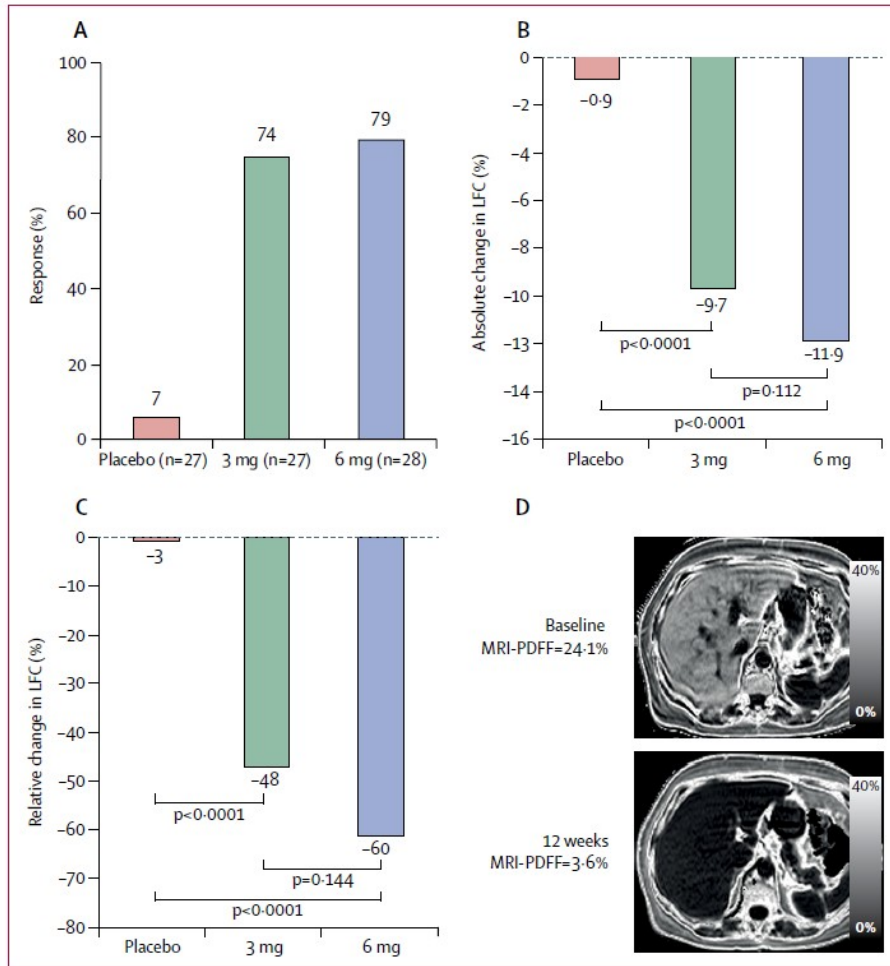 A
100
80
60
40
20
0
Response (%)
7
74
79
Placebo (n=27) 3 mg (n=27) 6 mg (n=28)
B
0
−2
−4
−6
−8
−10
−13
−14
−16
Absolute change in LFC (%)
−0·9
−9·7
−11·9
p<0·0001
p=0·112
p<0·0001
Placebo 3 mg 6 mg
C
0
−10
−20
−30
−40
−50
−60
−70
−80
Relative change in LFC (%)
−3
−48
−60
p<0·0001
p=0·144
p<0·0001
Placebo 3 mg 6 mg
D
Baseline
MRI-PDFF=24·1%
40%
0%
12 weeks
MRI-PDFF=3·6%
40%
0%